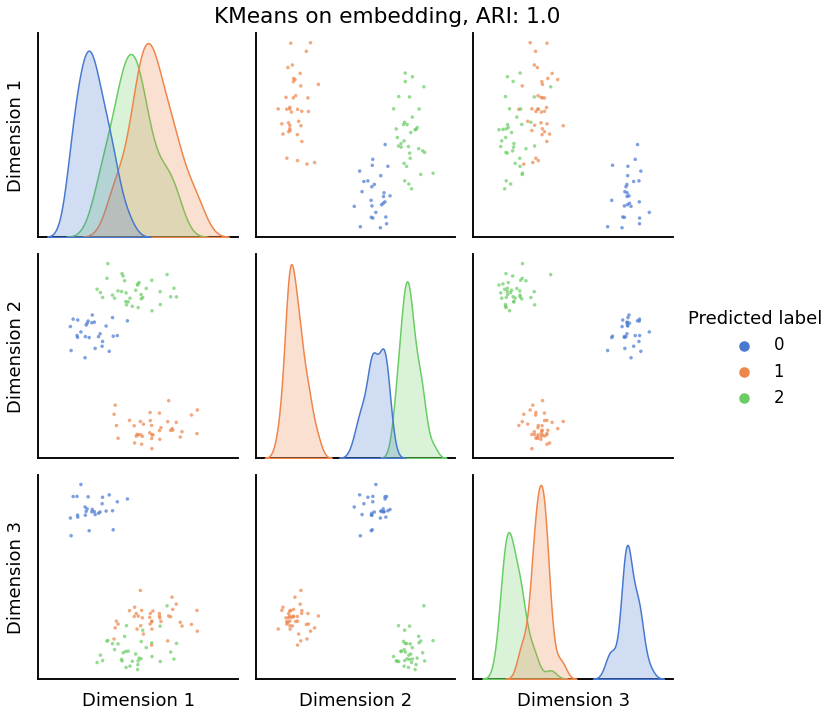 KMeans on embedding, ARI: 1.0
Dimension 1
Dimension 2
Predicted label
0
1
2
Dimension 3
Dimension 1
Dimension 2
Dimension 3